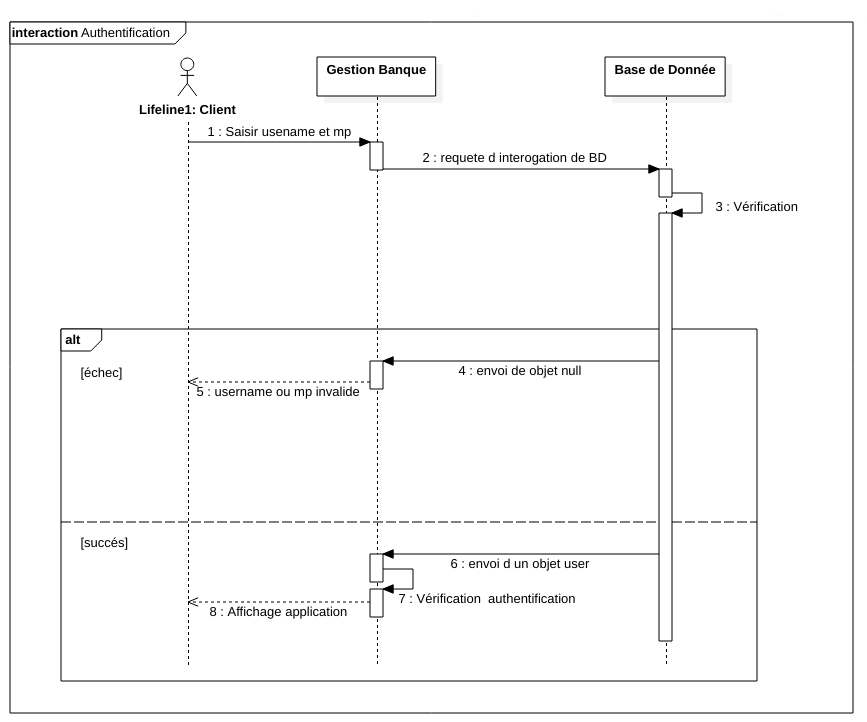 interaction Authentification
Gestion Banque
Base de Donnée
Lifeline1: Client
1 : Saisir usename et mp
2 : requete d interogation de BD
3 : Vérification
alt
[échec]
4 : envoi de objet null
5 : username ou mp invalide
[succés]
6 : envoi d un objet user
7 : Vérification  authentification
8 : Affichage application